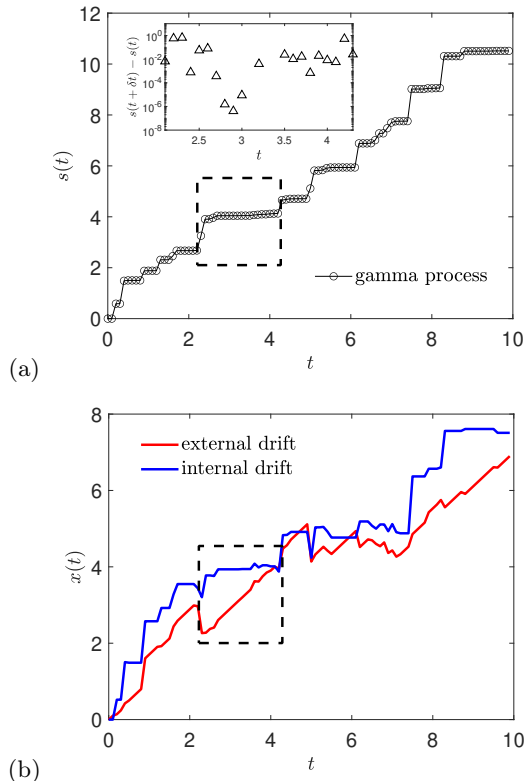 10^0
10^-2
10^-4
10^-6
10^-8
s(t + δt) − s(t)
2.5 3 3.5 4
t
12
10
8
6
4
2
0
s(t)
gamma process
0 2 4 6 8 10
t
(a)
8
6
4
2
0
x(t)
external drift
internal drift
0 2 4 6 8 10
t
(b)